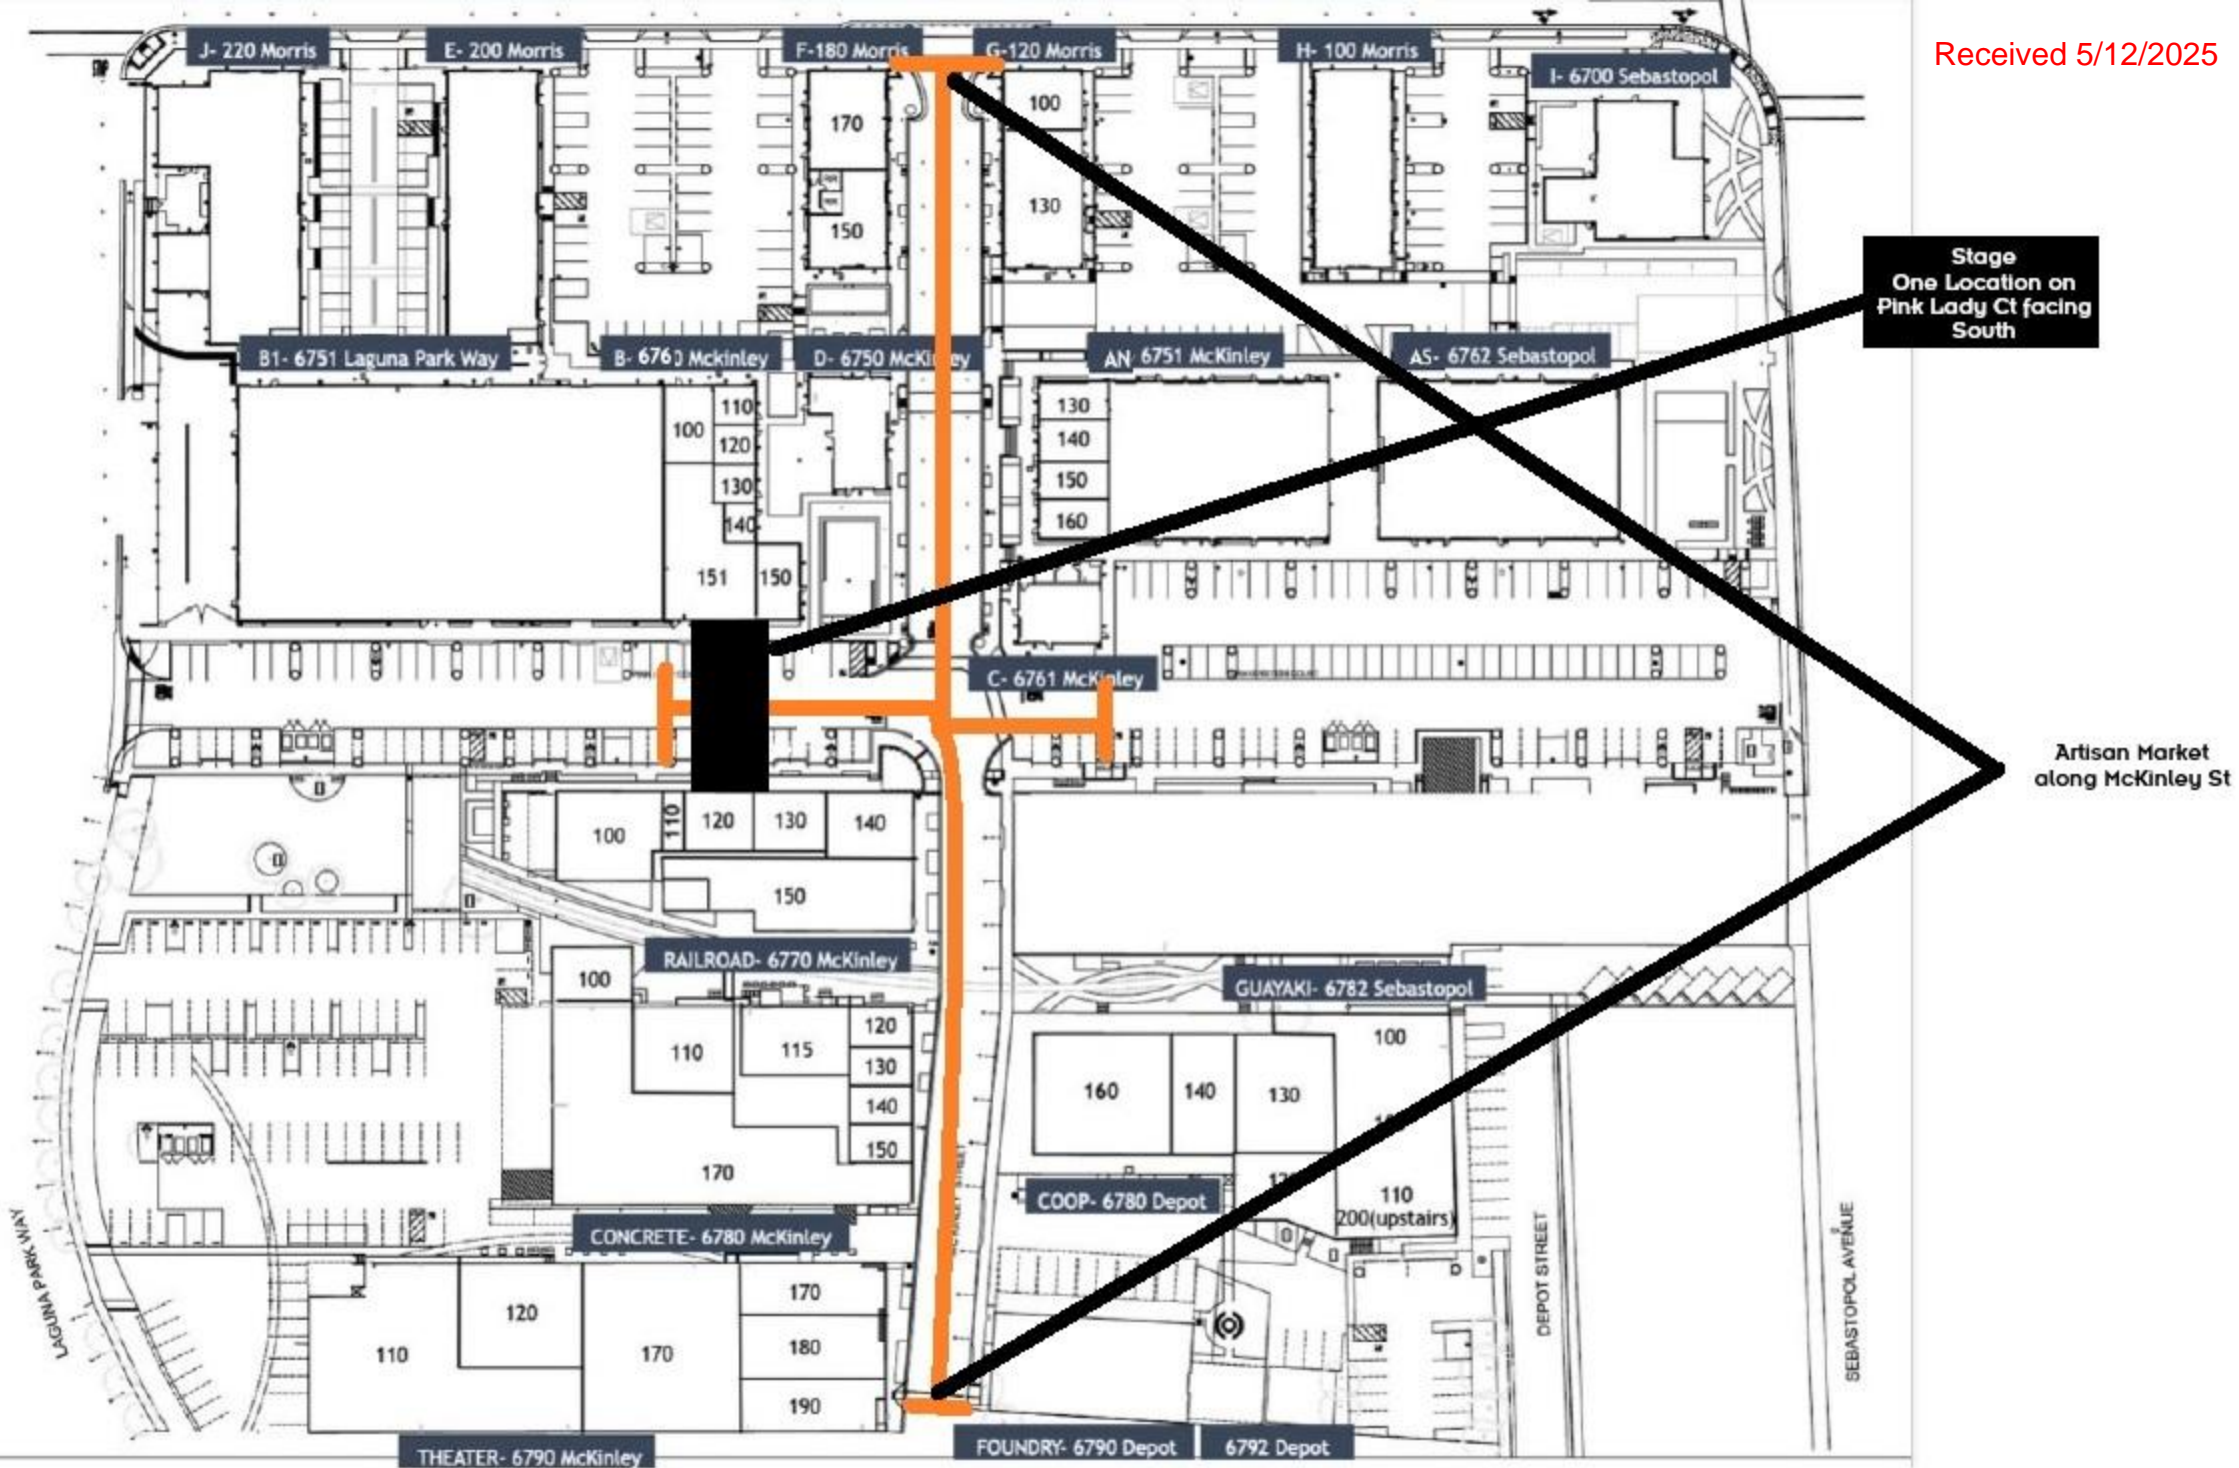 Received 5/12/2025
J- 220 Morris
E- 200 Morris
F-180 Morris
G-120 Morris
H- 100 Morris
I- 6700 Sebastopol
170
150
100
130
Stage
One Location on
Pink Lady Ct facing
South
B1- 6751 Laguna Park Way
B- 6760 Mckinley
D- 6750 McKinley
AN 6751 McKinley
AS- 6762 Sebastopol
100
110
120
130
140
151
150
130
140
150
160
C- 6761 McKinley
Artisan Market
along McKinley St
100
110
120
130
140
150
RAILROAD- 6770 McKinley
GUAYAKI- 6782 Sebastopol
100
110
115
120
130
140
150
170
160
140
130
100
110
200(upstairs)
COOP- 6780 Depot
CONCRETE- 6780 McKinley
MCKINLEY STREET
LAGUNA PARK WAY
DEPOT STREET
SEBASTOPOL AVENUE
110
120
170
170
180
190
THEATER- 6790 McKinley
FOUNDRY- 6790 Depot
6792 Depot